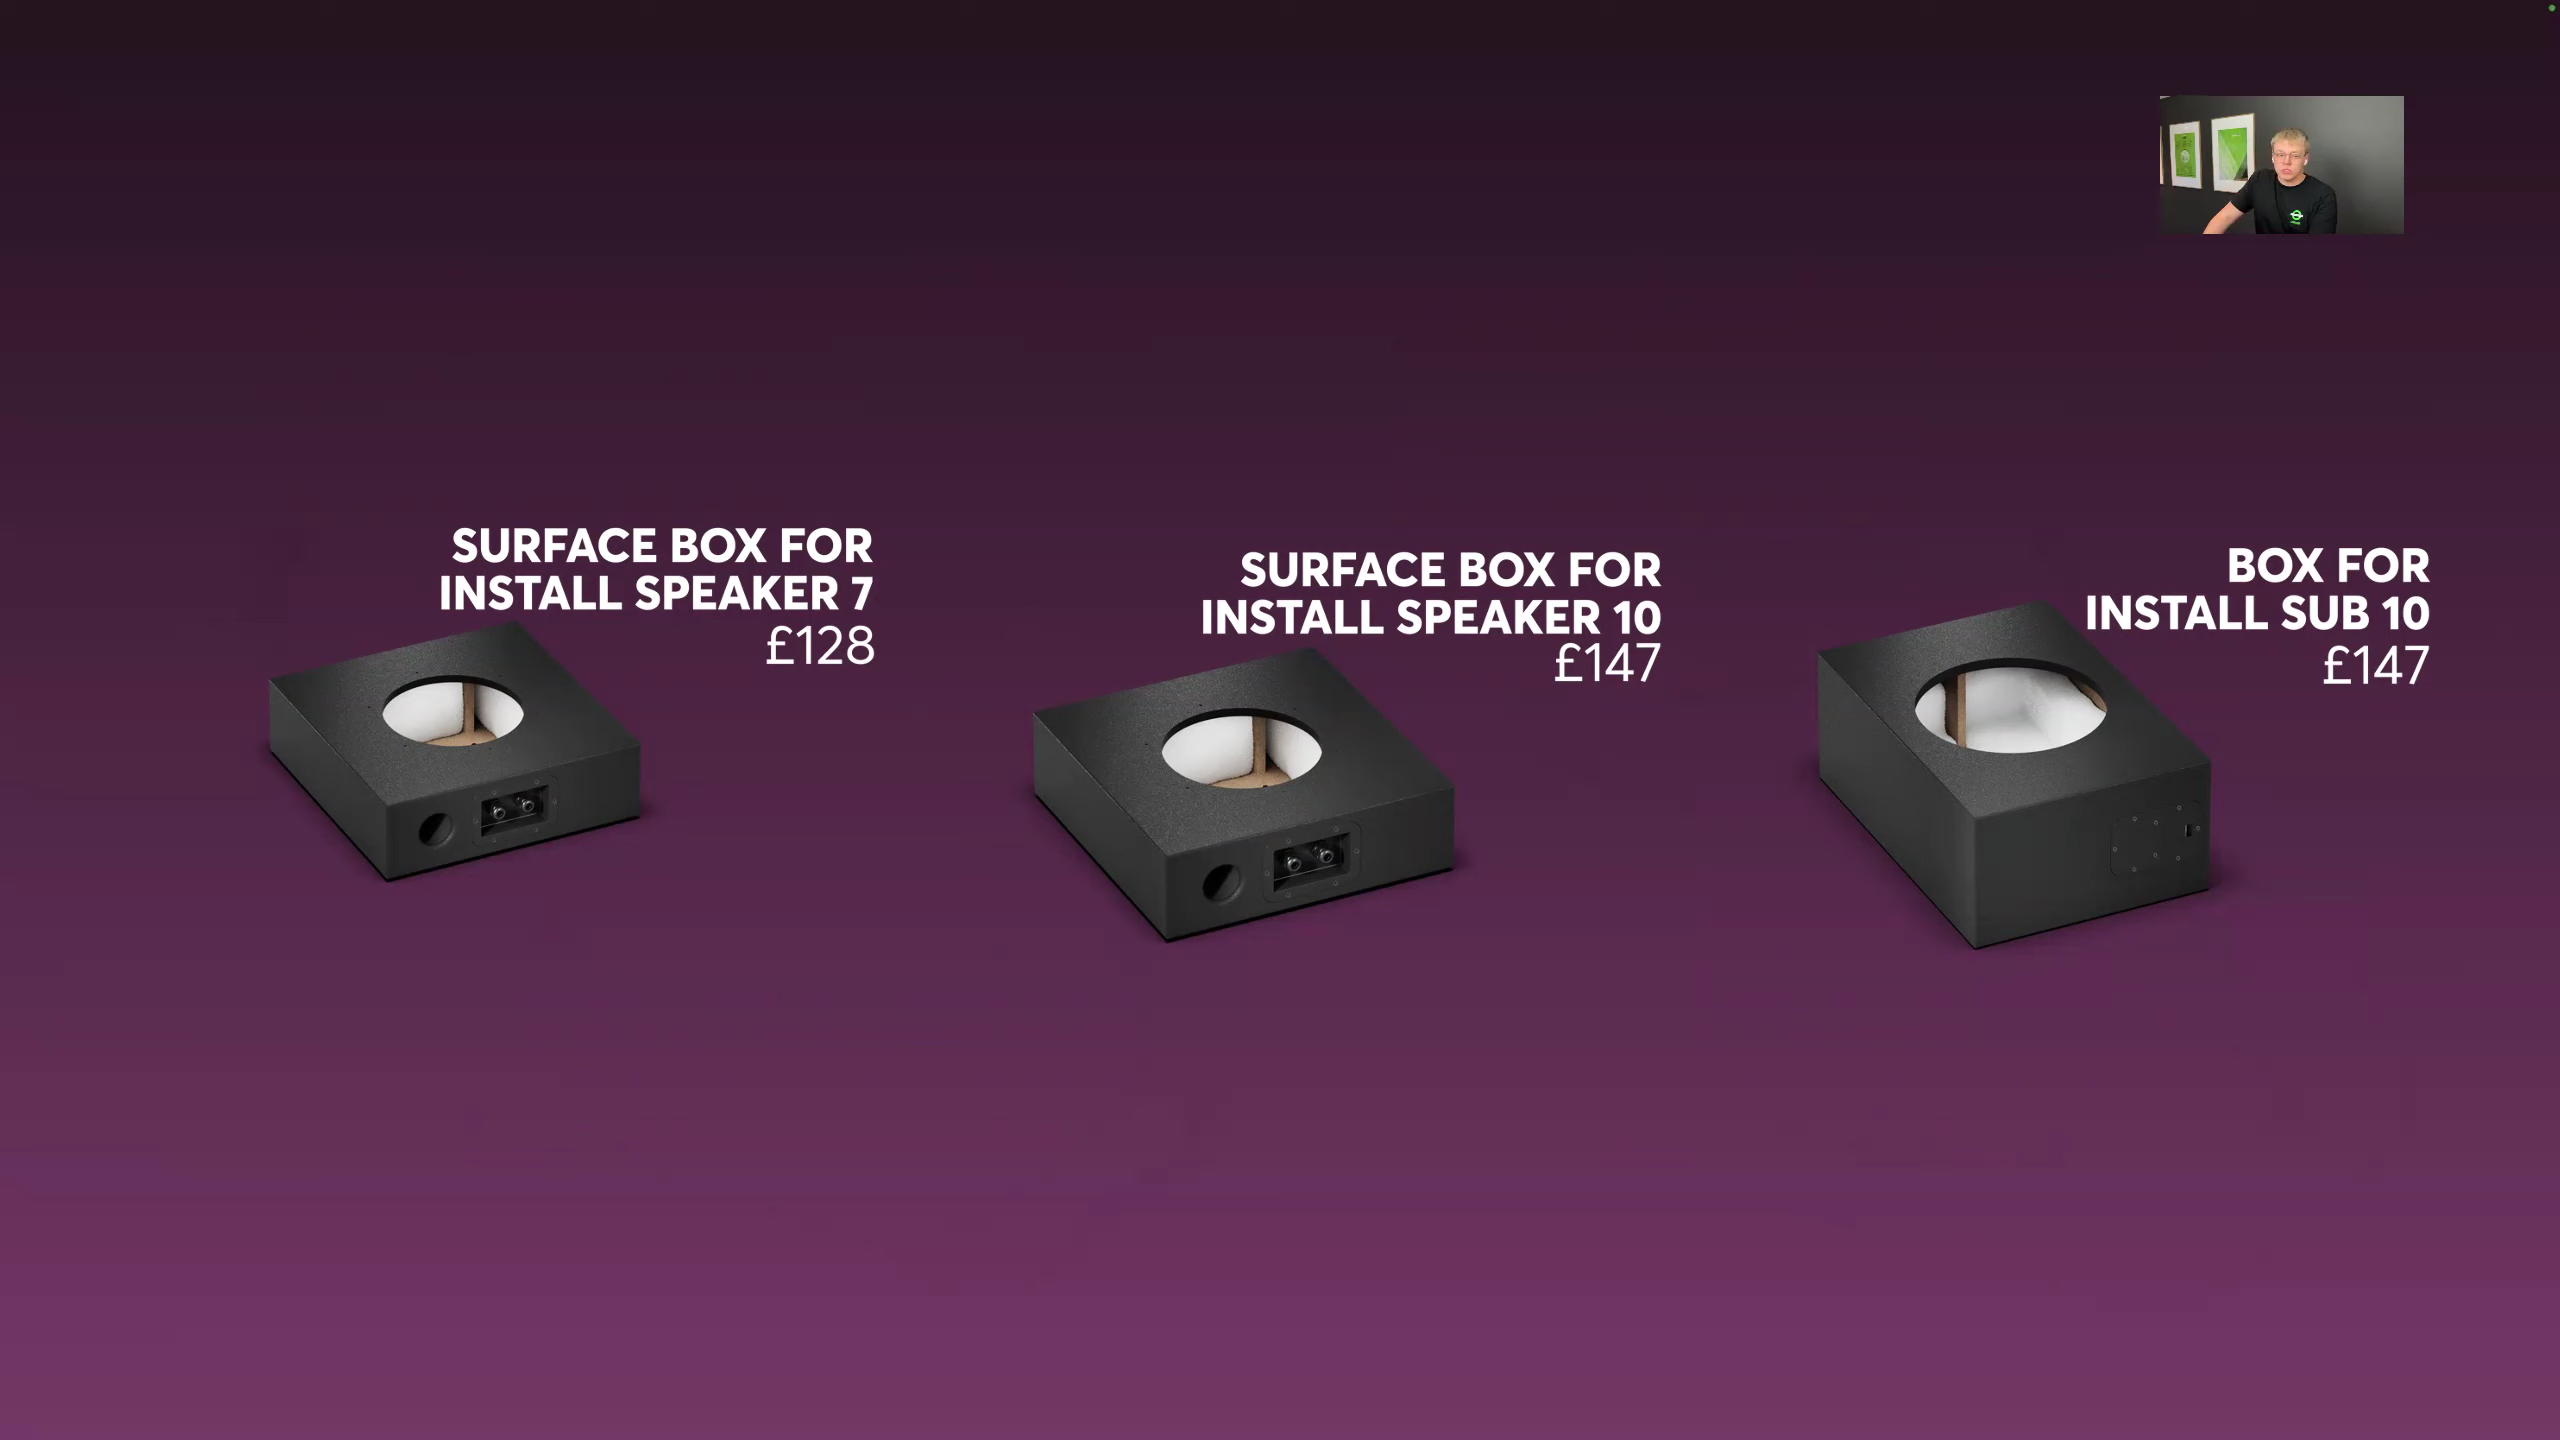 SURFACE BOX FOR
INSTALL SPEAKER 7
£128
SURFACE BOX FOR
INSTALL SPEAKER 10
£147
BOX FOR
INSTALL SUB 10
£147